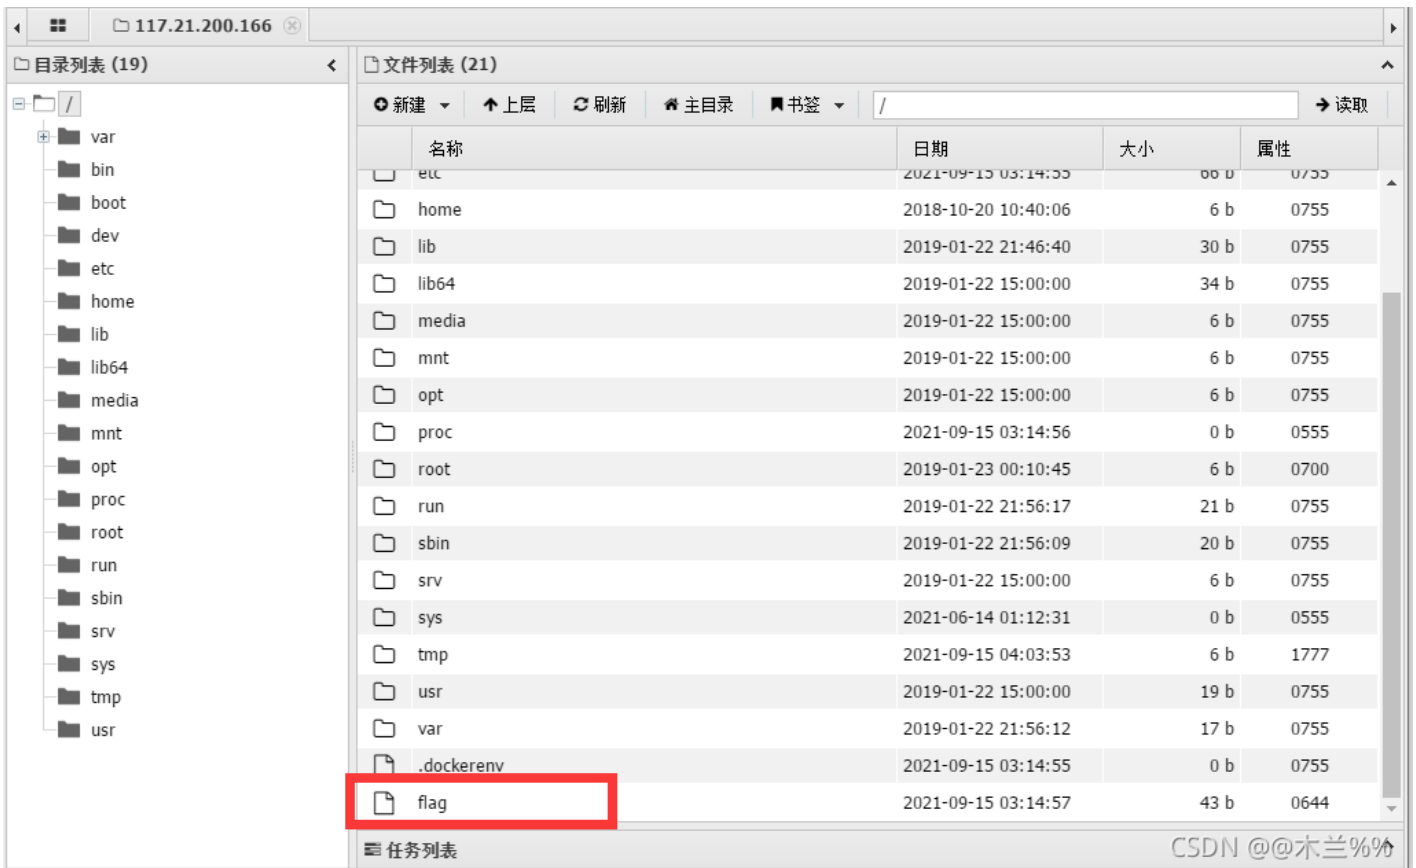 117.21.200.166
目录列表 (19)
/
var
bin
boot
dev
etc
home
lib
lib64
media
mnt
opt
proc
root
run
sbin
srv
sys
tmp
usr
文件列表 (21)
新建 上层 刷新 主目录 书签 / 读取
名称 日期 大小 属性
etc 2021-09-15 03:14:55 66 b 0755
home 2018-10-20 10:40:06 6 b 0755
lib 2019-01-22 21:46:40 30 b 0755
lib64 2019-01-22 15:00:00 34 b 0755
media 2019-01-22 15:00:00 6 b 0755
mnt 2019-01-22 15:00:00 6 b 0755
opt 2019-01-22 15:00:00 6 b 0755
proc 2021-09-15 03:14:56 0 b 0555
root 2019-01-23 00:10:45 6 b 0700
run 2019-01-22 21:56:17 21 b 0755
sbin 2019-01-22 21:56:09 20 b 0755
srv 2019-01-22 15:00:00 6 b 0755
sys 2021-06-14 01:12:31 0 b 0555
tmp 2021-09-15 04:03:53 6 b 1777
usr 2019-01-22 15:00:00 19 b 0755
var 2019-01-22 21:56:12 17 b 0755
.dockerenv 2021-09-15 03:14:55 0 b 0755
flag 2021-09-15 03:14:57 43 b 0644
任务列表
CSDN @@木兰%%